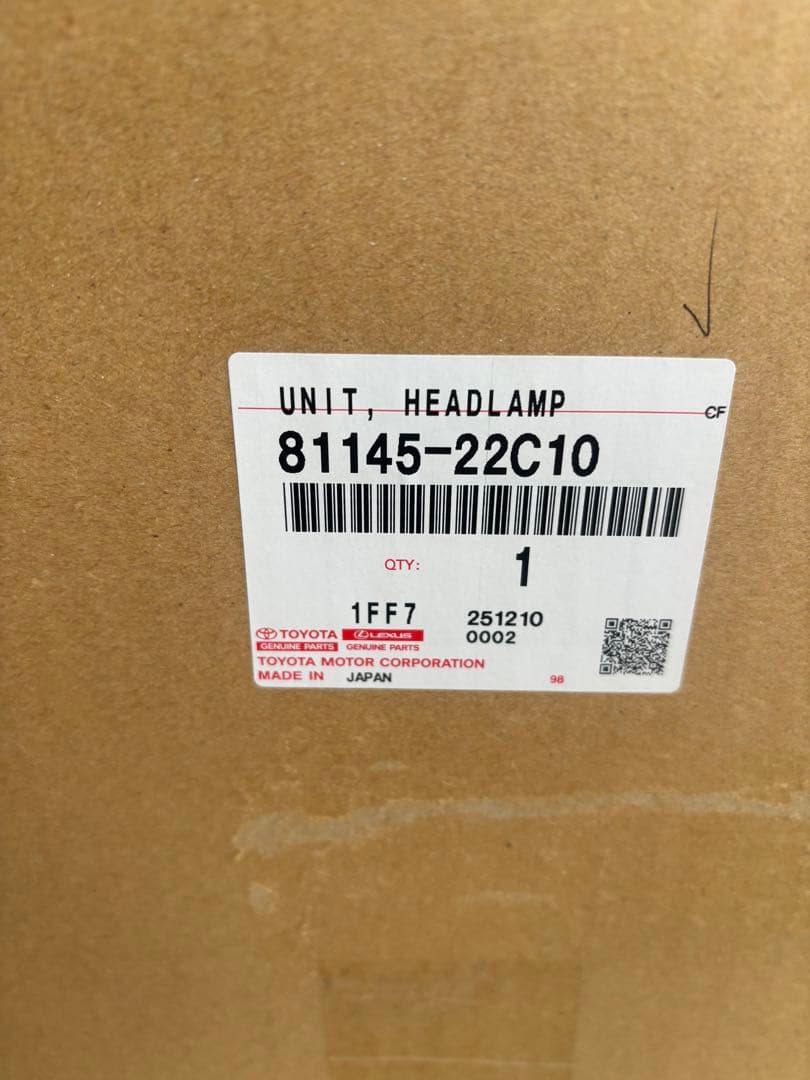 UNIT, HEADLAMP
CF
81145-22C10
QTY: 1
1FF7 251210
0002
TOYOTA LEXUS
GENUINE PARTS GENUINE PARTS
TOYOTA MOTOR CORPORATION
MADE IN JAPAN 98